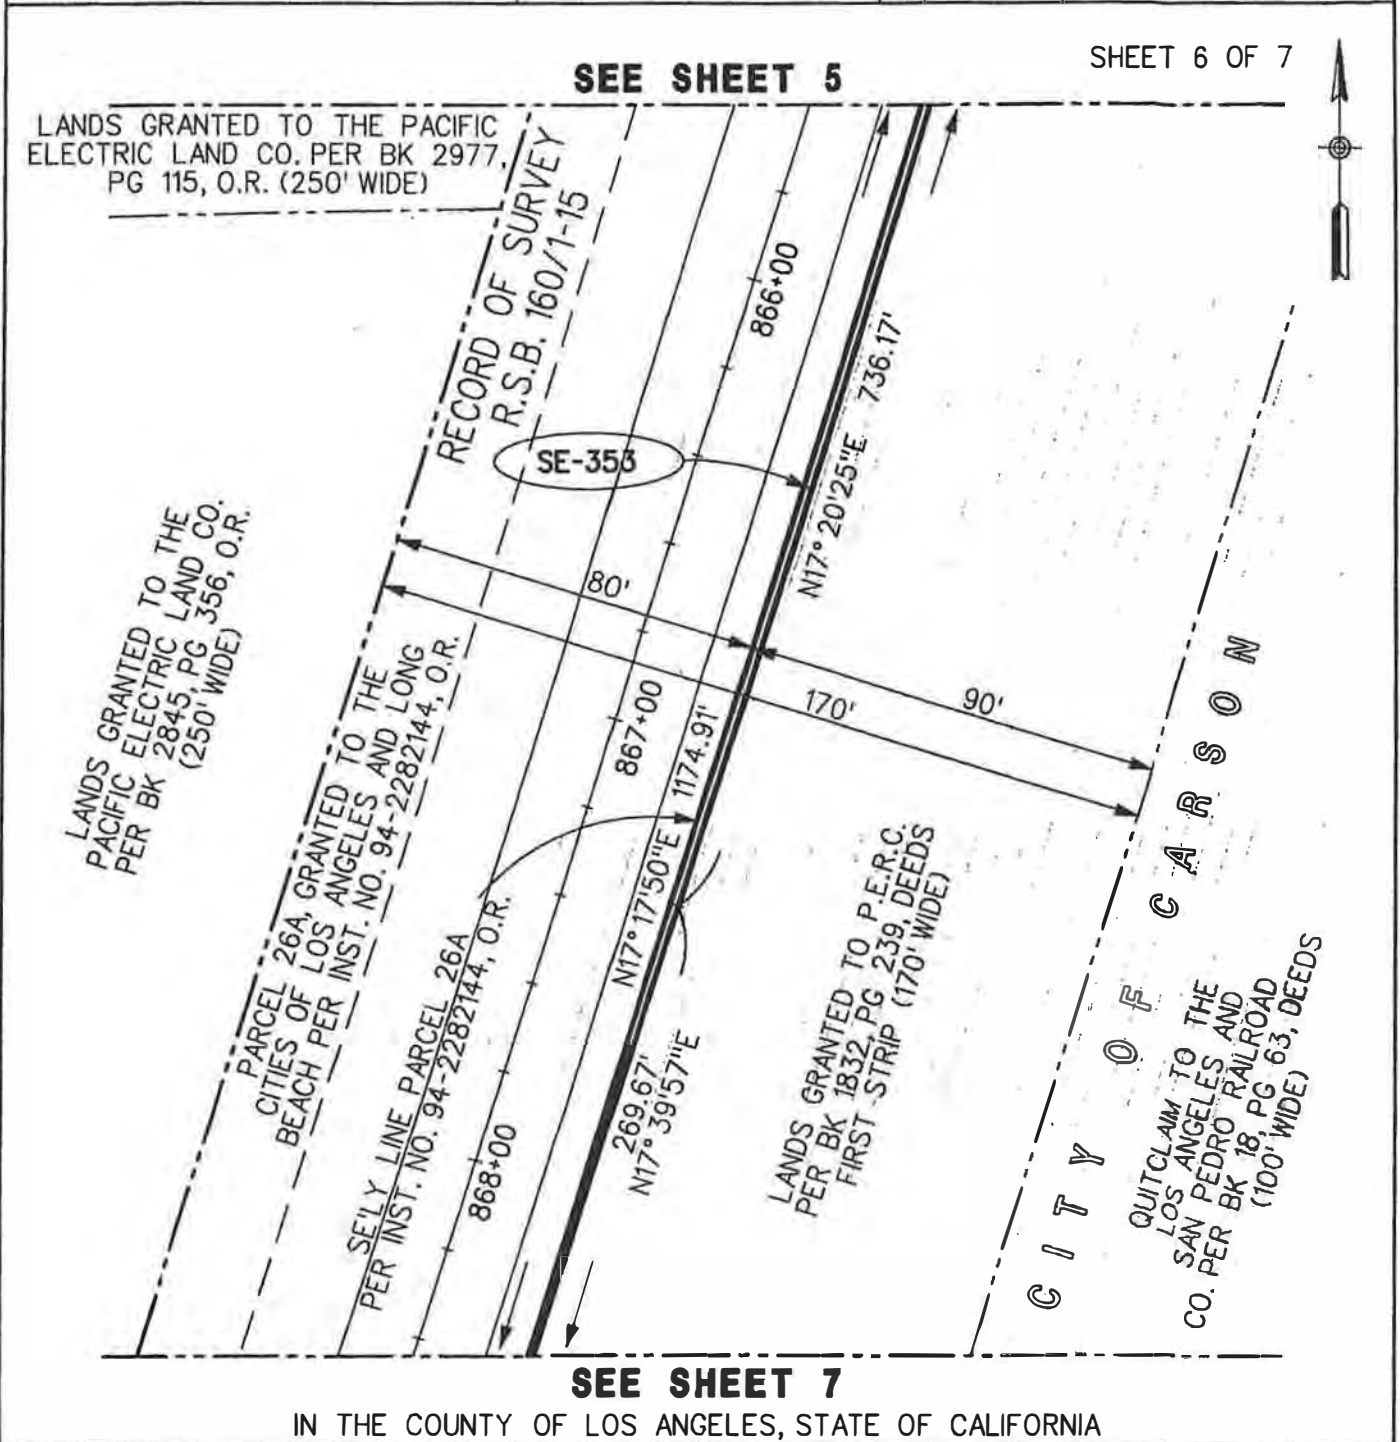 SHEET 6 OF 7
SEE SHEET 5
LANDS GRANTED TO THE PACIFIC
ELECTRIC LAND CO. PER BK 2977,
PG 115, O.R. (250' WIDE)
RECORD OF SURVEY
R.S.B. 160/1-15
866+00
SE-353
N17°20'25"E 736.17'
LANDS GRANTED TO THE
PACIFIC ELECTRIC LAND CO.
PER BK 2845, PG 356, O.R.
(250' WIDE)
80'
90'
170'
867+00
N17°17'50"E 1174.91'
PARCEL 26A, GRANTED TO THE
CITIES OF LOS ANGELES AND LONG
BEACH PER INST. NO. 94-2282144, O.R.
SE'LY LINE PARCEL 26A
PER INST. NO. 94-2282144, O.R.
868+00
269.67'
N17°39'57"E
LANDS GRANTED TO P.E.R.C.
PER BK 1832, PG 239, DEEDS
FIRST STRIP (170' WIDE)
CITY OF CARSON
QUITCLAIM TO THE
LOS ANGELES AND
SAN PEDRO RAILROAD
CO. PER BK 18, PG 63, DEEDS
(100' WIDE)
SEE SHEET 7
IN THE COUNTY OF LOS ANGELES, STATE OF CALIFORNIA